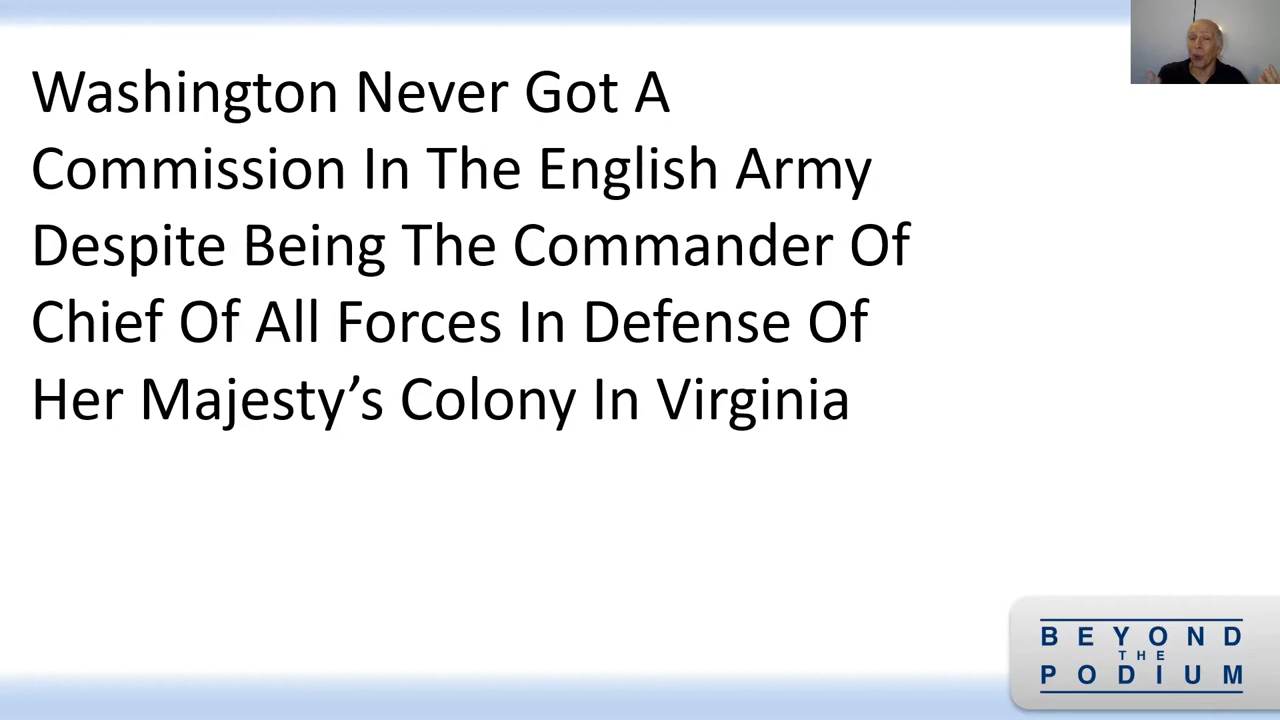 Washington Never Got A
Commission In The English Army
Despite Being The Commander Of
Chief Of All Forces In Defense Of
Her Majesty’s Colony In Virginia
BEYOND
THE
PODIUM